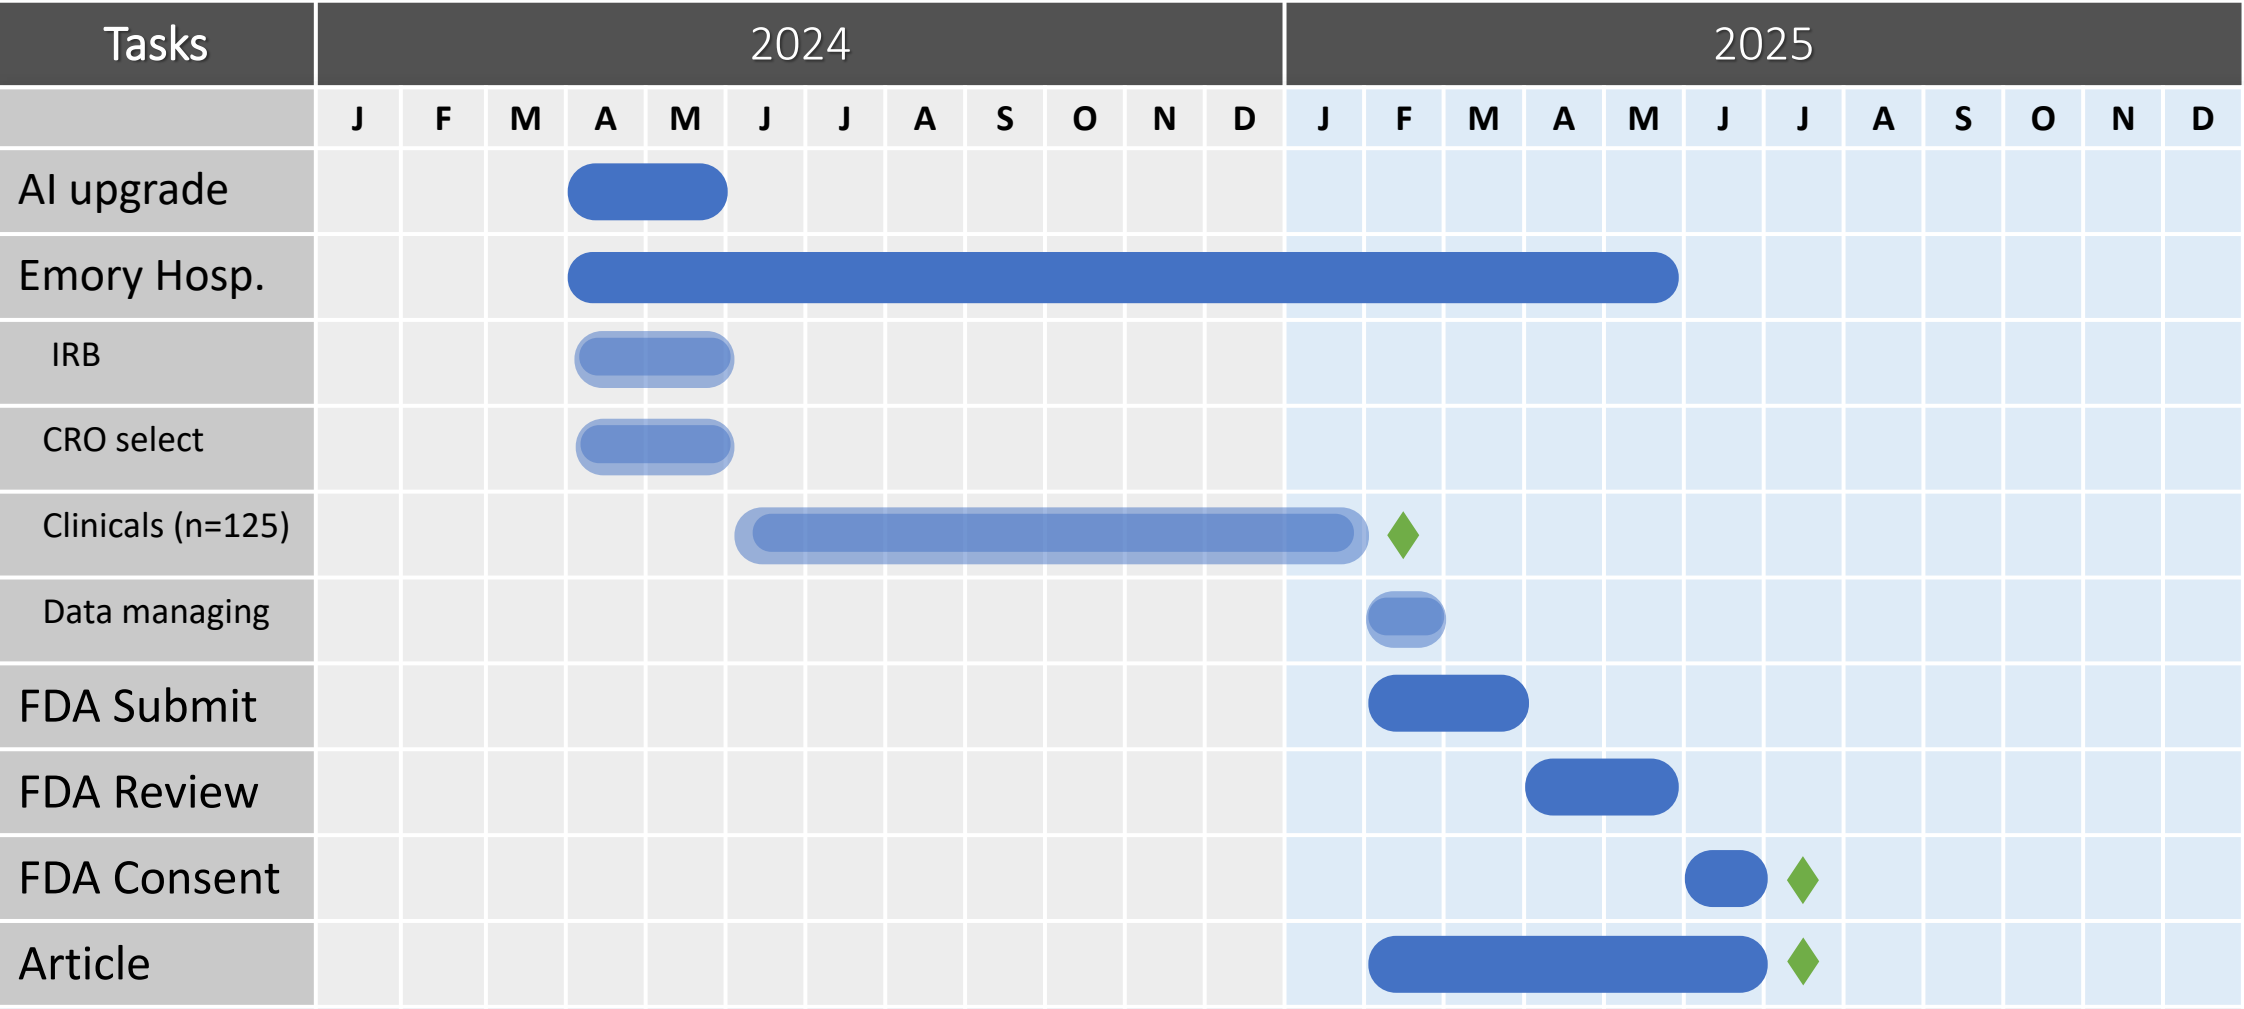 Tasks 2024 2025
J F M A M J J A S O N D J F M A M J J A S O N D
AI upgrade
Emory Hosp.
IRB
CRO select
Clinicals (n=125)
Data managing
FDA Submit
FDA Review
FDA Consent
Article